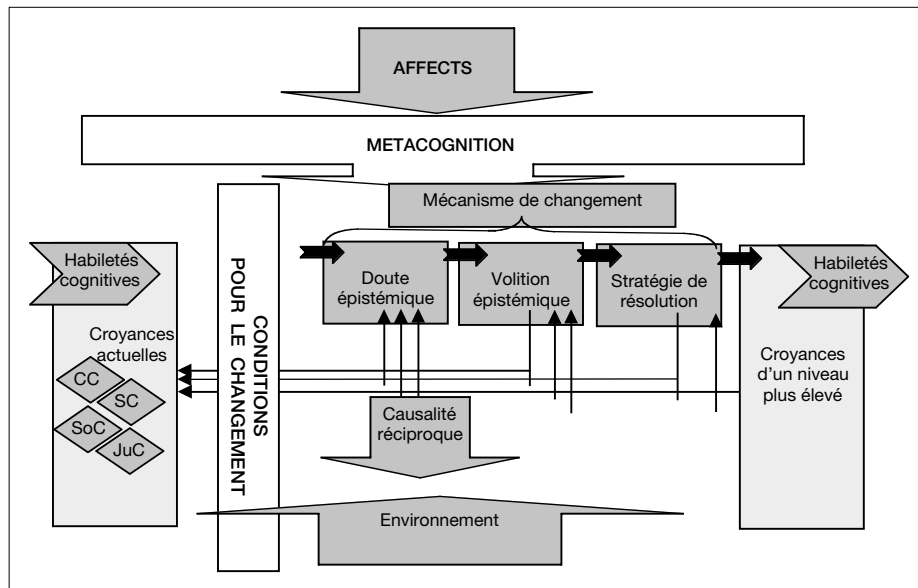 AFFECTS
METACOGNITION
Mécanisme de changement
Habiletés
cognitives
CONDITIONS
POUR LE CHANGEMENT
Doute
épistémique
Volition
épistémique
Stratégie de
résolution
Habiletés
cognitives
Croyances
actuelles
CC
SC
SoC
JuC
Croyances
d'un niveau
plus élevé
Causalité
réciproque
Environnement